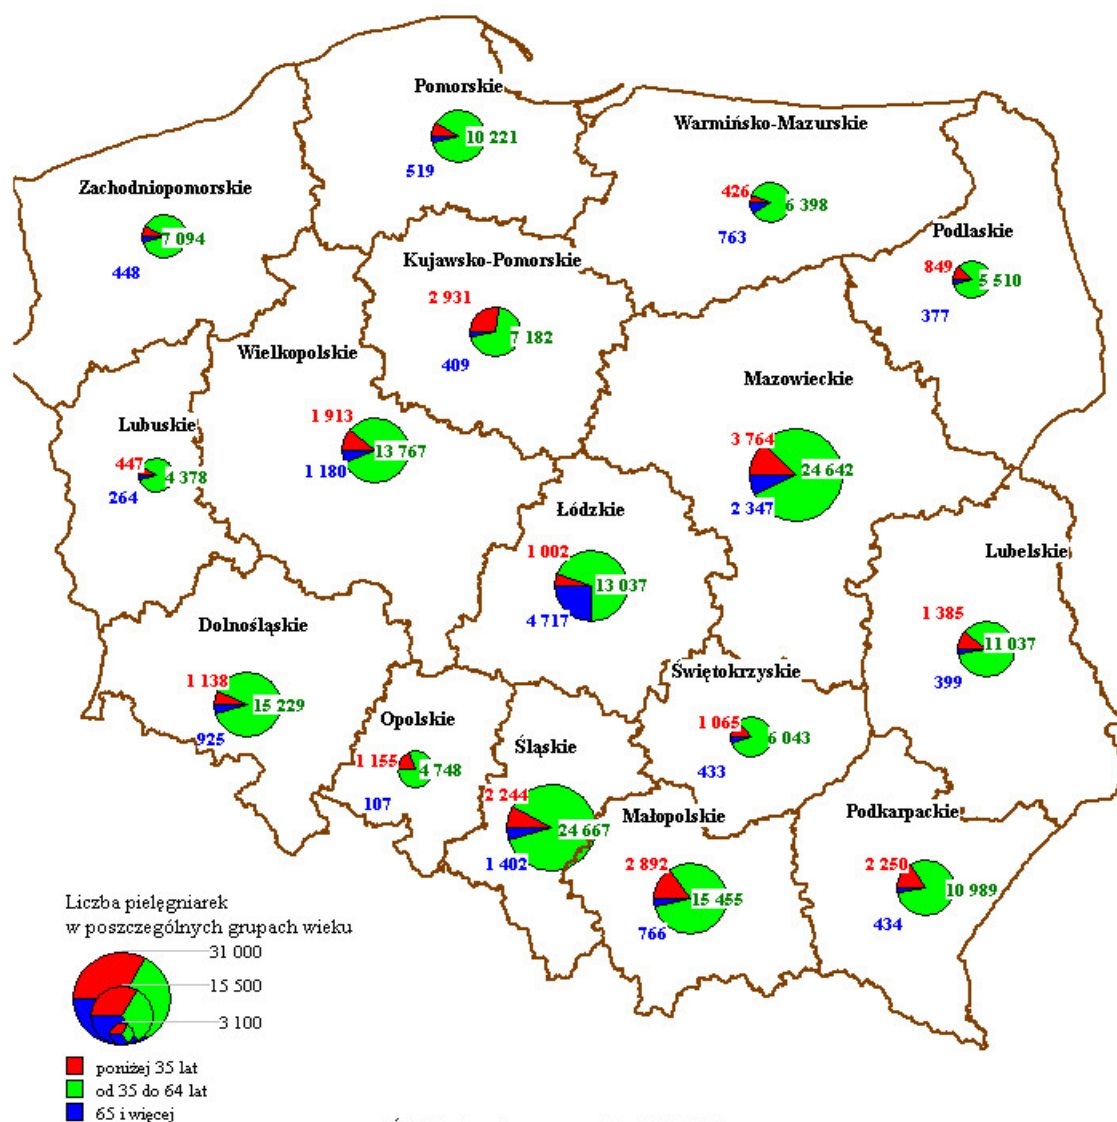 Pomorskie
10 221
519
Warmińsko-Mazurskie
426
6 398
763
Zachodniopomorskie
7 094
448
Podlaskie
849
5 510
377
Kujawsko-Pomorskie
2 931
7 182
409
Wielkopolskie
1 913
13 767
1 180
Mazowieckie
3 764
24 642
2 347
Lubuskie
447
4 378
264
Łódzkie
1 002
13 037
4 717
Lubelskie
1 385
11 037
399
Dolnośląskie
1 138
15 229
925
Świętokrzyskie
1 065
6 043
433
Opolskie
1 155
4 748
107
Śląskie
2 244
24 667
1 402
Małopolskie
2 892
15 455
766
Podkarpackie
2 250
10 989
434
Liczba pielęgniarek
w poszczególnych grupach wieku
31 000
15 500
3 100
poniżej 35 lat
od 35 do 64 lat
65 i więcej